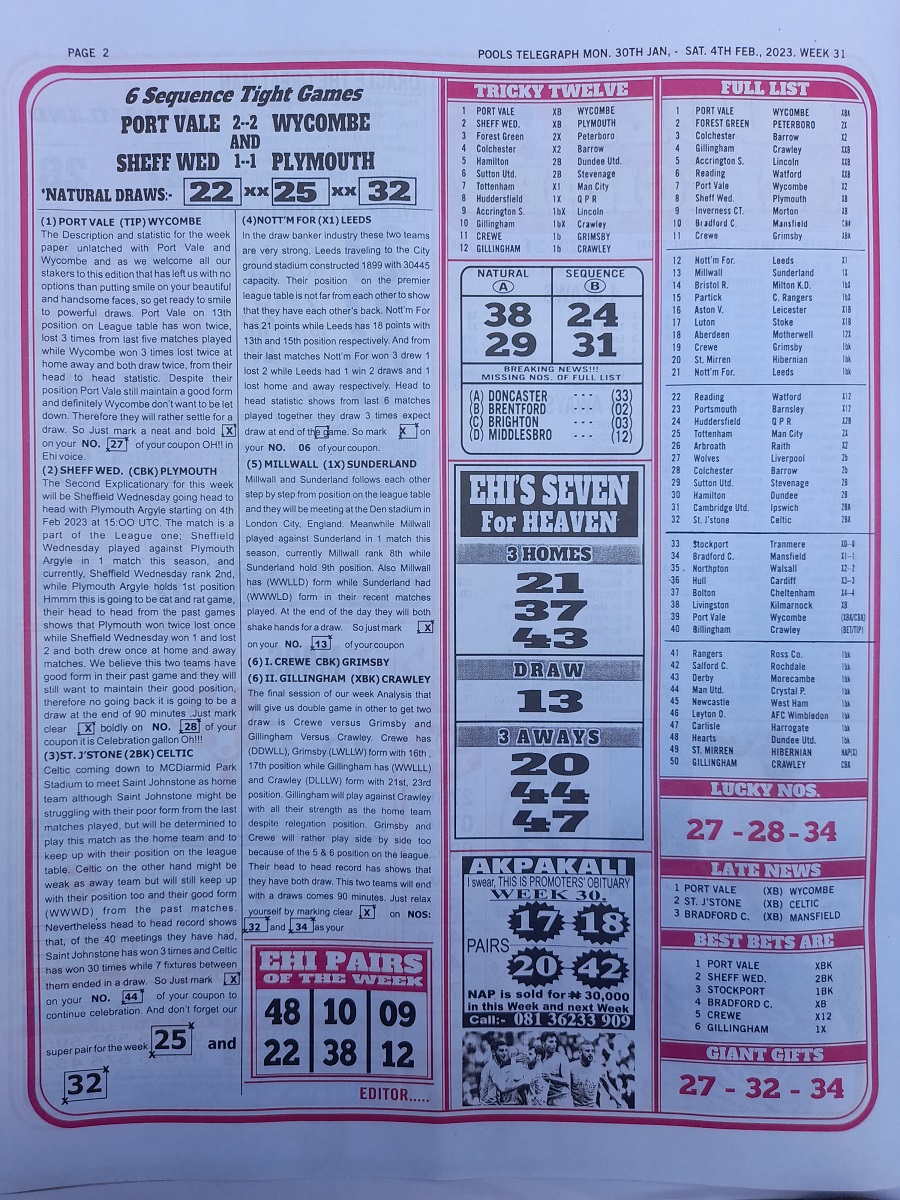 PAGE 2
POOLS TELEGRAPH MON. 30TH JAN, - SAT. 4TH FEB., 2023. WEEK 31
6 Sequence Tight Games
PORT VALE 2--2 WYCOMBE
AND
SHEFF WED 1--1 PLYMOUTH
*NATURAL DRAWS:- 22 xx 25 xx 32
(1) PORT VALE (TIP) WYCOMBE
The Description and statistic for the week
paper unlatched with Port Vale and
Wycombe and as we welcome all our
stakers to this edition that has left us with no
options than putting smile on your beautiful
and handsome faces, so get ready to smile
to powerful draws. Port Vale on 13th
position on League table has won twice,
lost 3 times from last five matches played
while Wycombe won 3 times lost twice at
home away and both draw twice, from their
head to head statistic. Despite their
position Port Vale still maintain a good form
and definitely Wycombe don't want to be let
down. Therefore they will rather settle for a
draw. So Just mark a neat and bold X
on your NO. 27 of your coupon OH!! in
Ehi voice.
(2) SHEFF WED. (CBK) PLYMOUTH
The Second Explicationary for this week
will be Sheffield Wednesday going head to
head with Plymouth Argyle starting on 4th
Feb 2023 at 15:OO UTC. The match is a
part of the League one; Sheffield
Wednesday played against Plymouth
Argyle in 1 match this season, and
currently, Sheffield Wednesday rank 2nd,
while Plymouth Argyle holds 1st position
Hmmm this is going to be cat and rat game,
their head to head from the past games
shows that Plymouth won twice lost once
while Sheffield Wednesday won 1 and lost
2 and both drew once at home and away
matches. We believe this two teams have
good form in their past game and they will
still want to maintain their good position,
therefore no going back it is going to be a
draw at the end of 90 minutes .Just mark
clear X boldly on NO. 28 of your
coupon it is Celebration gallon Oh!!!
(3)ST. J'STONE (2BK) CELTIC
Celtic coming down to MCDiarmid Park
Stadium to meet Saint Johnstone as home
team although Saint Johnstone might be
struggling with their poor form from the last
matches played, but will be determined to
play this match as the home team and to
keep up with their position on the league
table. Celtic on the other hand might be
weak as away team but will still keep up
with their position too and their good form
(WWWD) from the past matches.
Nevertheless head to head record shows
that, of the 40 meetings they have had,
Saint Johnstone has won 3 times and Celtic
has won 30 times while 7 fixtures between
them ended in a draw. So Just mark X
on your NO. 44 of your coupon to
continue celebration. And don't forget our
super pair for the week 25 and
32
(4)NOTT'M FOR (X1) LEEDS
In the draw banker industry these two teams
are very strong, Leeds traveling to the City
ground stadium constructed 1899 with 30445
capacity. Their position on the premier
league table is not far from each other to show
that they have each other's back. Nott'm For
has 21 points while Leeds has 18 points with
13th and 15th position respectively. And from
their last matches Nott'm For won 3 drew 1
lost 2 while Leeds had 1 win 2 draws and 1
lost home and away respectively. Head to
head statistic shows from last 6 matches
played together they draw 3 times expect
draw at end of the game. So mark X on
your NO. 06 of your coupon.
(5) MILLWALL (1X) SUNDERLAND
Millwall and Sunderland follows each other
step by step from position on the league table
and they will be meeting at the Den stadium in
London City, England. Meanwhile Millwall
played against Sunderland in 1 match this
season, currently Millwall rank 8th while
Sunderland hold 9th position. Also Millwall
has (WWLLD) form while Sunderland had
(WWWLD) form in their recent matches
played. At the end of the day they will both
shake hands for a draw. So just mark X
on your NO. 13 of your coupon
(6) I. CREWE CBK) GRIMSBY
(6) II. GILLINGHAM (XBK) CRAWLEY
The final session of our week Analysis that
will give us double game in other to get two
draw is Crewe versus Grimsby and
Gillingham Versus Crawley. Crewe has
(DDWLL), Grimsby (LWLLW) form with 16th ,
17th position while Gillingham has (WWLLL)
and Crawley (DLLLW) form with 21st, 23rd
position. Gillingham will play against Crawley
with all their strength as the home team
despite relegation position. Grimsby and
Crewe will rather play side by side too
because of the 5 & 6 position on the league.
Their head to head record has shows that
they have both draw. This two teams will end
with a draws comes 90 minutes. Just relax
yourself by marking clear X on NOS:
32 and 34 as your
EHI PAIRS
OF THE WEEK
48 10 09
22 38 12
EDITOR.....
TRICKY TWELVE
1 PORT VALE XB WYCOMBE
2 SHEFF WED. XB PLYMOUTH
3 Forest Green 2X Peterboro
4 Colchester X2 Barrow
5 Hamilton 2B Dundee Utd.
6 Sutton Utd. 2B Stevenage
7 Tottenham X1 Man City
8 Huddersfield 1X Q P R
9 Accrington S. 1bX Lincoln
10 Gillingham 1bX Crawley
11 CREWE 1b GRIMSBY
12 GILLINGHAM 1b CRAWLEY
NATURAL SEQUENCE
A B
38 24
29 31
BREAKING NEWS!!!
MISSING NOS. OF FULL LIST
(A) DONCASTER - - - (33)
(B) BRENTFORD - - - (02)
(C) BRIGHTON - - - (03)
(D) MIDDLESBRO - - (12)
EHI'S SEVEN
For HEAVEN
3 HOMES
21
37
43
DRAW
13
3 AWAYS
20
44
47
AKPAKALI
I swear, THIS IS PROMOTERS' OBITUARY
WEEK 30.
17 18
PAIRS
20 42
NAP is sold for ₦ 30,000
in this Week and next Week
Call:- 081 36233 909
FULL LIST
1 PORT VALE WYCOMBE XBK
2 FOREST GREEN PETERBORO 2X
3 Colchester Barrow X2
4 Gillingham Crawley XXB
5 Accrington S. Lincoln XXB
6 Reading Watford XXB
7 Port Vale Wycombe X2
8 Sheff Wed. Plymouth XB
9 Inverness CT. Morton XB
10 Bradford C. Mansfield
11 Crewe Grimsby XBK
12 Nott'm For. Leeds X1
13 Millwall Sunderland 1X
14 Bristol R. Milton K.D. 1bX
15 Partick C. Rangers 1bX
16 Aston V. Leicester X1B
17 Luton Stoke X1B
18 Aberdeen Motherwell 12X
19 Crewe Grimsby 1bk
20 St. Mirren Hibernian 1bk
21 Nott'm For. Leeds 1bk
22 Reading Watford X12
23 Portsmouth Barnsley X12
24 Huddersfield Q P R X2B
25 Tottenham Man City 2X
26 Arbroath Raith X2
27 Wolves Liverpool 2b
28 Colchester Barrow 2b
29 Sutton Utd. Stevenage 2B
30 Hamilton Dundee 2B
31 Cambridge Utd. Ipswich 2BK
32 St. J'stone Celtic 2BK
33 Stockport Tranmere X0--0
34 Bradford C. Mansfield X1--1
35 Northpton Walsall X2--2
36 Hull Cardiff X3--3
37 Bolton Cheltenham X4--4
38 Livingston Kilmarnock XB
39 Port Vale Wycombe (XBK/CBK)
40 Billingham Crawley (BET/TIP)
41 Rangers Ross Co. 1bk
42 Salford C. Rochdale 1bk
43 Derby Morecambe 1bk
44 Man Utd. Crystal P. 1bk
45 Newcastle West Ham 1bk
46 Leyton O. AFC Wimbledon 1bk
47 Carlisle Harrogate 1bk
48 Hearts Dundee Utd. 1bk
49 ST. MIRREN HIBERNIAN NAP(X)
50 GILLINGHAM CRAWLEY CBK
LUCKY NOS.
27 - 28 - 34
LATE NEWS
1 PORT VALE (XB) WYCOMBE
2 ST. J'STONE (XB) CELTIC
3 BRADFORD C. (XB) MANSFIELD
BEST BETS ARE
1 PORT VALE XBK
2 SHEFF WED. 2BK
3 STOCKPORT 1BK
4 BRADFORD C. XB
5 CREWE X12
6 GILLINGHAM 1X
GIANT GIFTS
27 - 32 - 34